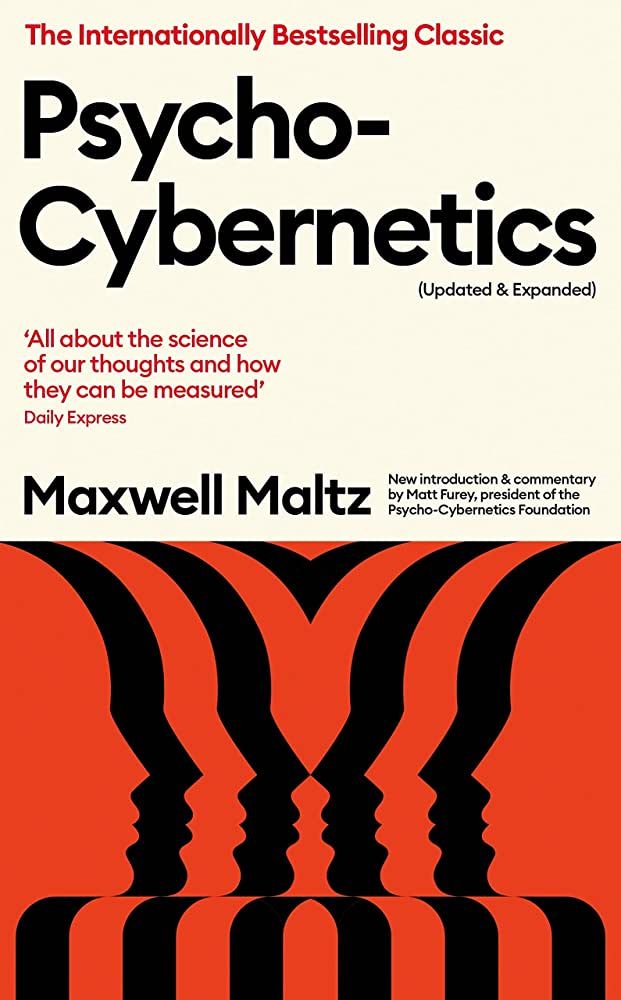 The Internationally Bestselling Classic
Psycho-
Cybernetics
(Updated & Expanded)
‘All about the science
of our thoughts and how
they can be measured’
Daily Express
Maxwell Maltz
New introduction & commentary
by Matt Furey, president of the
Psycho-Cybernetics Foundation